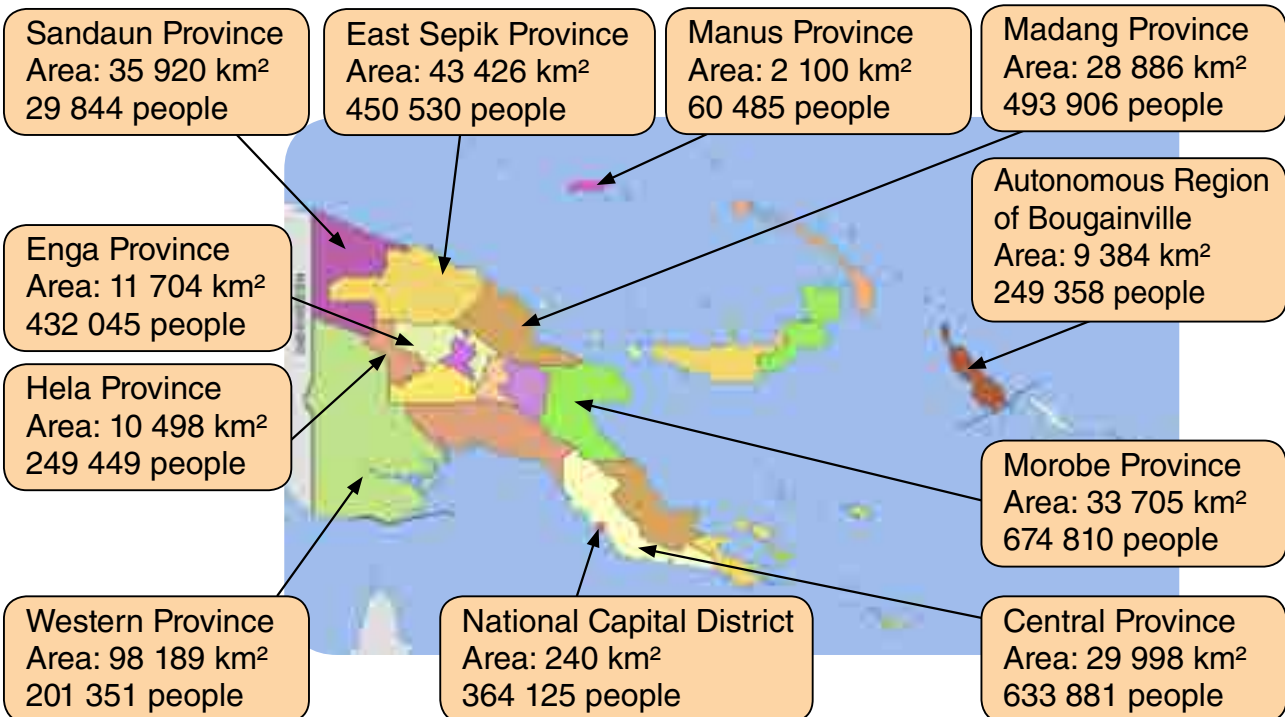 Sandaun Province
Area: 35 920 km²
29 844 people
East Sepik Province
Area: 43 426 km²
450 530 people
Manus Province
Area: 2 100 km²
60 485 people
Madang Province
Area: 28 886 km²
493 906 people
Autonomous Region
of Bougainville
Area: 9 384 km²
249 358 people
Enga Province
Area: 11 704 km²
432 045 people
Hela Province
Area: 10 498 km²
249 449 people
Morobe Province
Area: 33 705 km²
674 810 people
Western Province
Area: 98 189 km²
201 351 people
National Capital District
Area: 240 km²
364 125 people
Central Province
Area: 29 998 km²
633 881 people